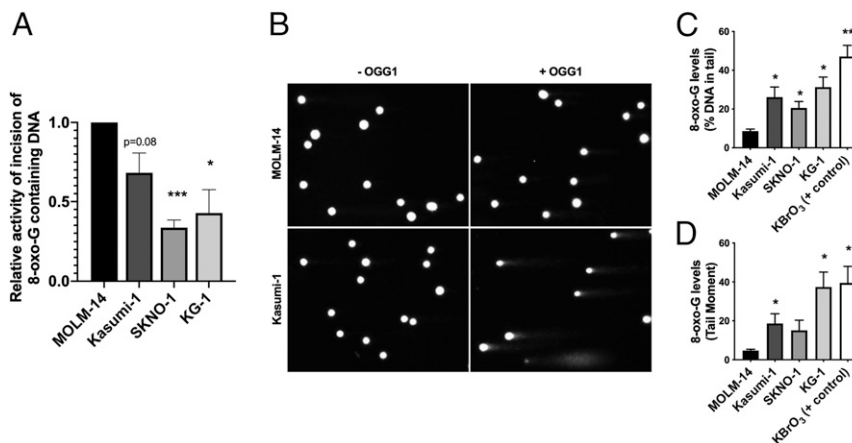 A
Relative activity of incision of
8-oxo-G containing DNA
1.0
0.5
0.0
p=0.08
***
*
MOLM-14
Kasumi-1
SKNO-1
KG-1
B
- OGG1
+ OGG1
MOLM-14
Kasumi-1
C
8-oxo-G levels
(% DNA in tail)
60
40
20
0
*
*
*
**
MOLM-14
Kasumi-1
SKNO-1
KG-1
KBrO3 (+ control)
D
8-oxo-G levels
(Tail Moment)
60
40
20
0
*
*
*
MOLM-14
Kasumi-1
SKNO-1
KG-1
KBrO3 (+ control)